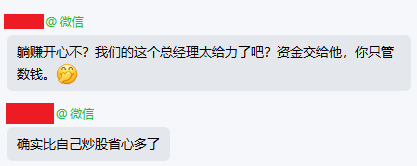 @微信
躺赚开心不？我们的这个总经理太给力了吧？资金交给他，你只管
数钱。
@微信
确实比自己炒股省心多了